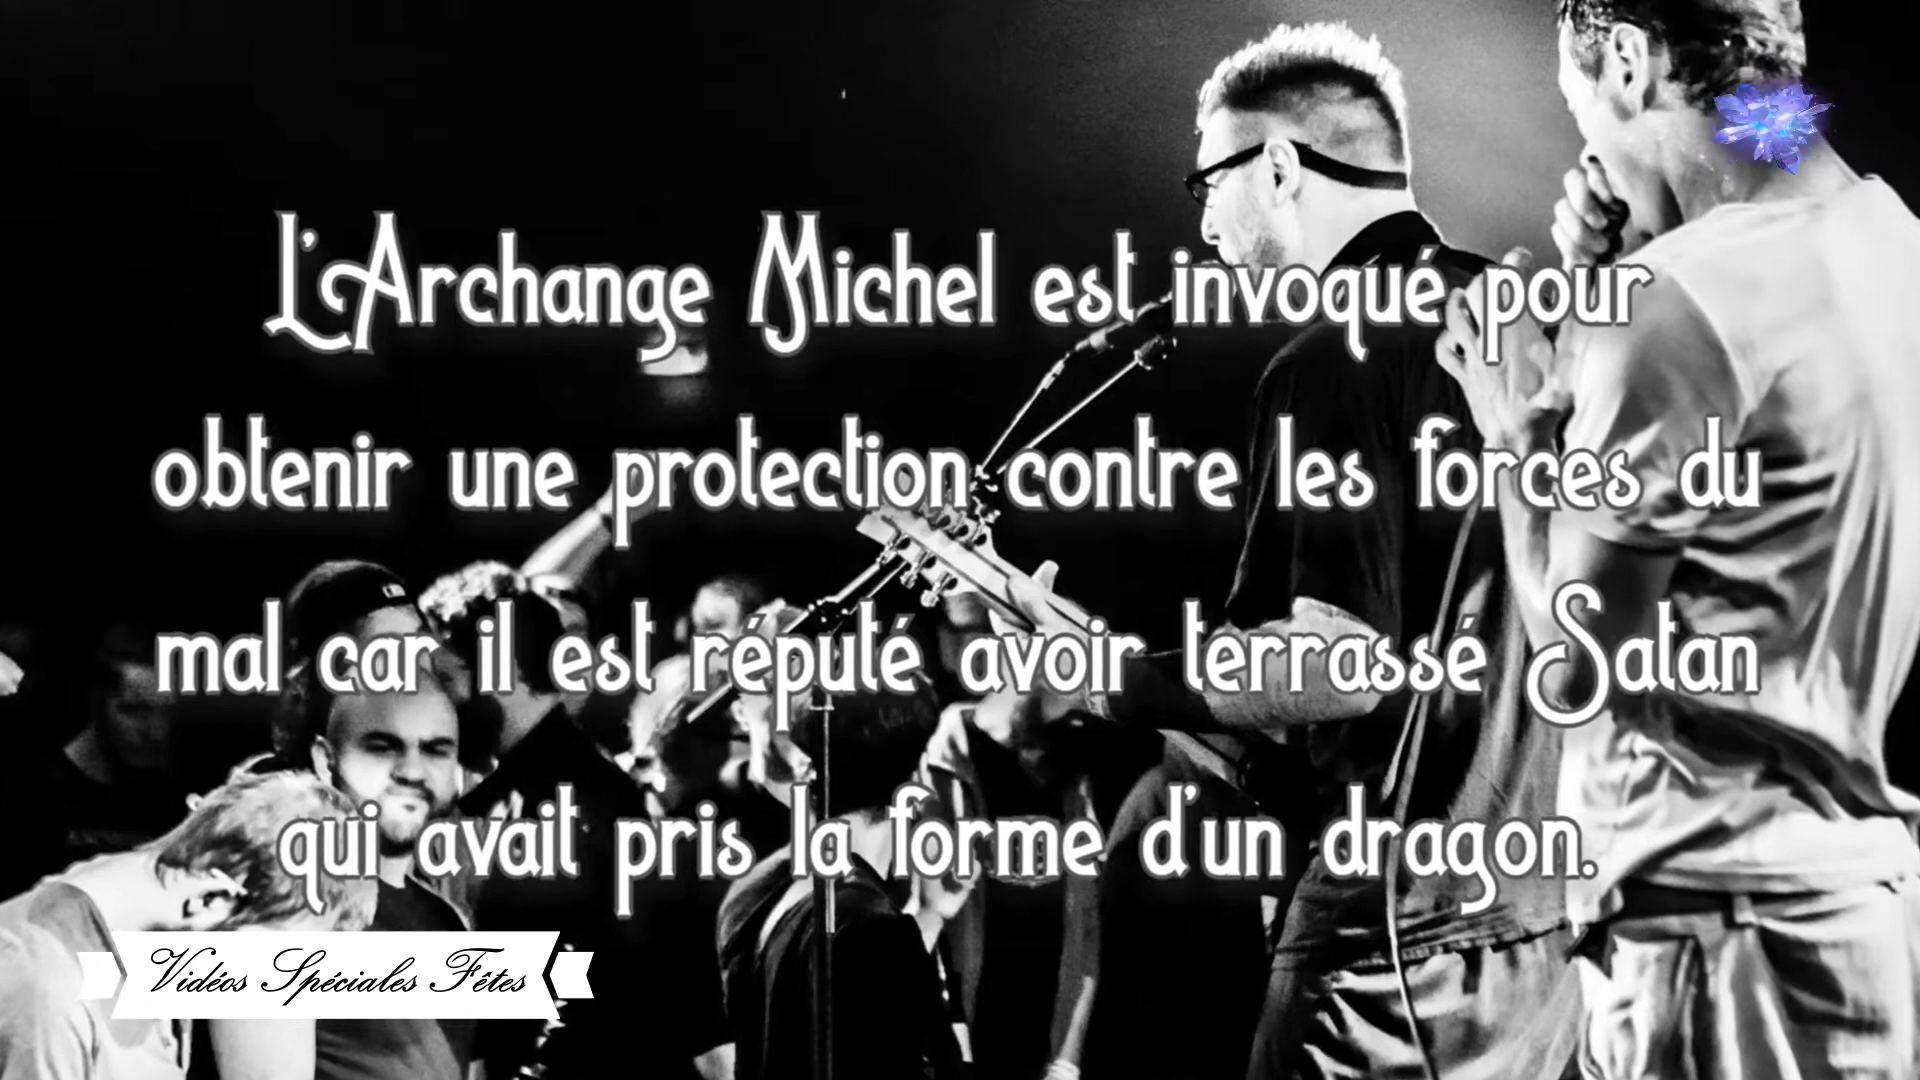 L'Archange Michel est invoqué pour
obtenir une protection contre les forces du
mal car il est réputé avoir terrassé Satan
qui avait pris la forme d'un dragon.
Vidéos Spéciales Fêtes